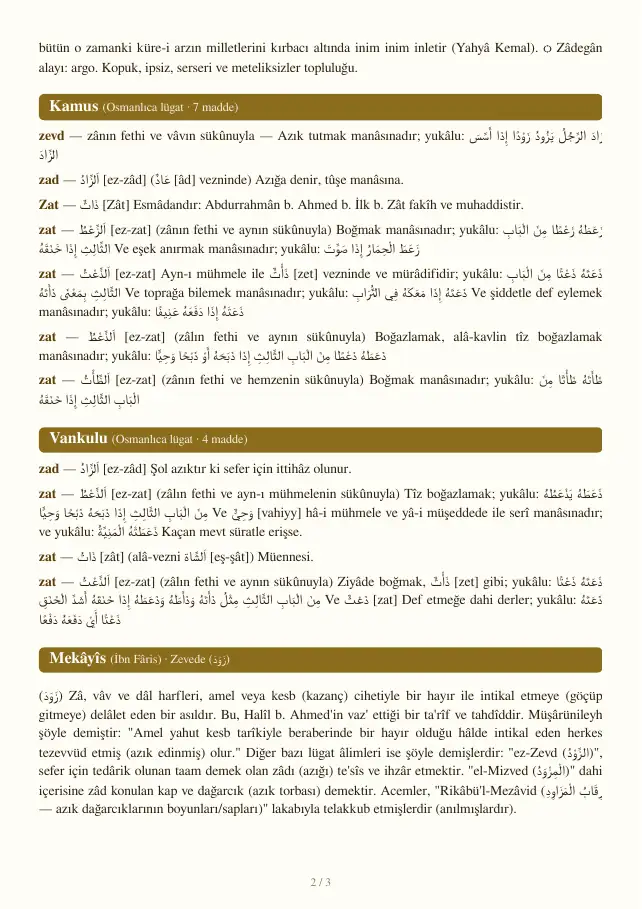 bütün o zamanki küre-i arzın milletlerini kırbacı altında inim inim inletir (Yahyâ Kemal). ○ Zâdegân
alayı: argo. Kopuk, ipsiz, serseri ve meteliksizler topluluğu.
Kamus (Osmanlıca lügat · 7 madde)
zevd — zânın fethi ve vâvın sükûnuyla — Azık tutmak manâsınadır; yukâlu: زَادَ الرَّجُلُ يَزُودُ زَوْدًا إِذَا أَسَّسَ
الزَّادَ
zad — اَلزَّادُ [ez-zâd] (عَادٌ [âd] vezninde) Azığa denir, tûşe manâsına.
Zat — ذَاتٌ [Zât] Esmâdandır: Abdurrahmân b. Ahmed b. İlk b. Zât fakîh ve muhaddistir.
zat — اَلزَّعْطُ [ez-zat] (zânın fethi ve aynın sükûnuyla) Boğmak manâsınadır; yukâlu: زَعَطَهُ زَعْطًا مِنَ الْبَابِ
الثَّالِثِ إِذَا خَنَقَهُ Ve eşek anırmak manâsınadır; yukâlu: زَعَطَ الْحِمَارُ إِذَا صَوَّتَ
zat — اَلذَّعْتُ [ez-zat] Ayn-ı mühmele ile ذَأْتٌ [zet] vezninde ve mürâdifidir; yukâlu: ذَعَتَهُ ذَعْتًا مِنَ الْبَابِ
الثَّالِثِ بِمَعْنَى ذَأَتَهُ Ve toprağa bilemek manâsınadır; yukâlu: ذَعَتَهُ إِذَا مَعَكَهُ فِي التُّرَابِ Ve şiddetle def eylemek
manâsınadır; yukâlu: ذَعَتَهُ إِذَا دَفَعَهُ عَنِيفًا
zat — اَلذَّعْطُ [ez-zat] (zâlın fethi ve aynın sükûnuyla) Boğazlamak, alâ-kavlin tîz boğazlamak
manâsınadır; yukâlu: ذَعَطَهُ ذَعْطًا مِنَ الْبَابِ الثَّالِثِ إِذَا ذَبَحَهُ أَوْ ذَبْحًا وَحِيًّا
zat — اَلظَّأْتُ [ez-zat] (zânın fethi ve hemzenin sükûnuyla) Boğmak manâsınadır; yukâlu: ظَأَتَهُ ظَأْتًا مِنَ
الْبَابِ الثَّالِثِ إِذَا خَنَقَهُ
Vankulu (Osmanlıca lügat · 4 madde)
zad — اَلزَّادُ [ez-zâd] Şol azıktır ki sefer için ittihâz olunur.
zat — اَلذَّعْطُ [ez-zat] (zâlın fethi ve ayn-ı mühmelenin sükûnuyla) Tîz boğazlamak; yukâlu: ذَعَطَهُ يَذْعَطُهُ
مِنَ الْبَابِ الثَّالِثِ إِذَا ذَبَحَهُ ذَبْحًا وَحِيًّا Ve وَحِيٌّ [vahiyy] hâ-i mühmele ve yâ-i müşeddede ile serî manâsınadır;
ve yukâlu: ذَعَطَتْهُ الْمَنِيَّةُ Kaçan mevt süratle erişse.
zat — ذَاتُ [zât] (alâ-vezni اَلشَّاةَ [eş-şât]) Müennesi.
zat — اَلذَّعْتُ [ez-zat] (zâlın fethi ve aynın sükûnuyla) Ziyâde boğmak, ذَأْتٌ [zet] gibi; yukâlu: ذَعَتَهُ ذَعْتًا
مِنَ الْبَابِ الثَّالِثِ مِثْلُ ذَأَتَهُ وَذَأَطَهُ وَذَعَطَهُ إِذَا خَنَقَهُ أَشَدَّ الْخَنْقِ Ve ذَعْتٌ [zat] Def etmeğe dahi derler; yukâlu: ذَعَتَهُ
ذَعْتًا أَيْ دَفَعَهُ دَفْعًا
Mekâyîs (İbn Fâris) · Zevede (زَوَدَ)
(زَوَدَ) Zâ, vâv ve dâl harfleri, amel veya kesb (kazanç) cihetiyle bir hayır ile intikal etmeye (göçüp
gitmeye) delâlet eden bir asıldır. Bu, Halîl b. Ahmed'in vaz' ettiği bir ta'rîf ve tahdîddir. Müşârünileyh
şöyle demiştir: "Amel yahut kesb tarîkiyle beraberinde bir hayır olduğu hâlde intikal eden herkes
tezevvüd etmiş (azık edinmiş) olur." Diğer bazı lügat âlimleri ise şöyle demişlerdir: "ez-Zevd (الزَّوْدُ)",
sefer için tedârik olunan taam demek olan zâdı (azığı) te'sîs ve ihzâr etmektir. "el-Mizved (الْمِزْوَدُ)" dahi
içerisine zâd konulan kap ve dağarcık (azık torbası) demektir. Acemler, "Rikâbü'l-Mezâvid (رِقَابُ الْمَزَاوِدِ
— azık dağarcıklarının boyunları/sapları)" lakabıyla telakkub etmişlerdir (anılmışlardır).
2 / 3